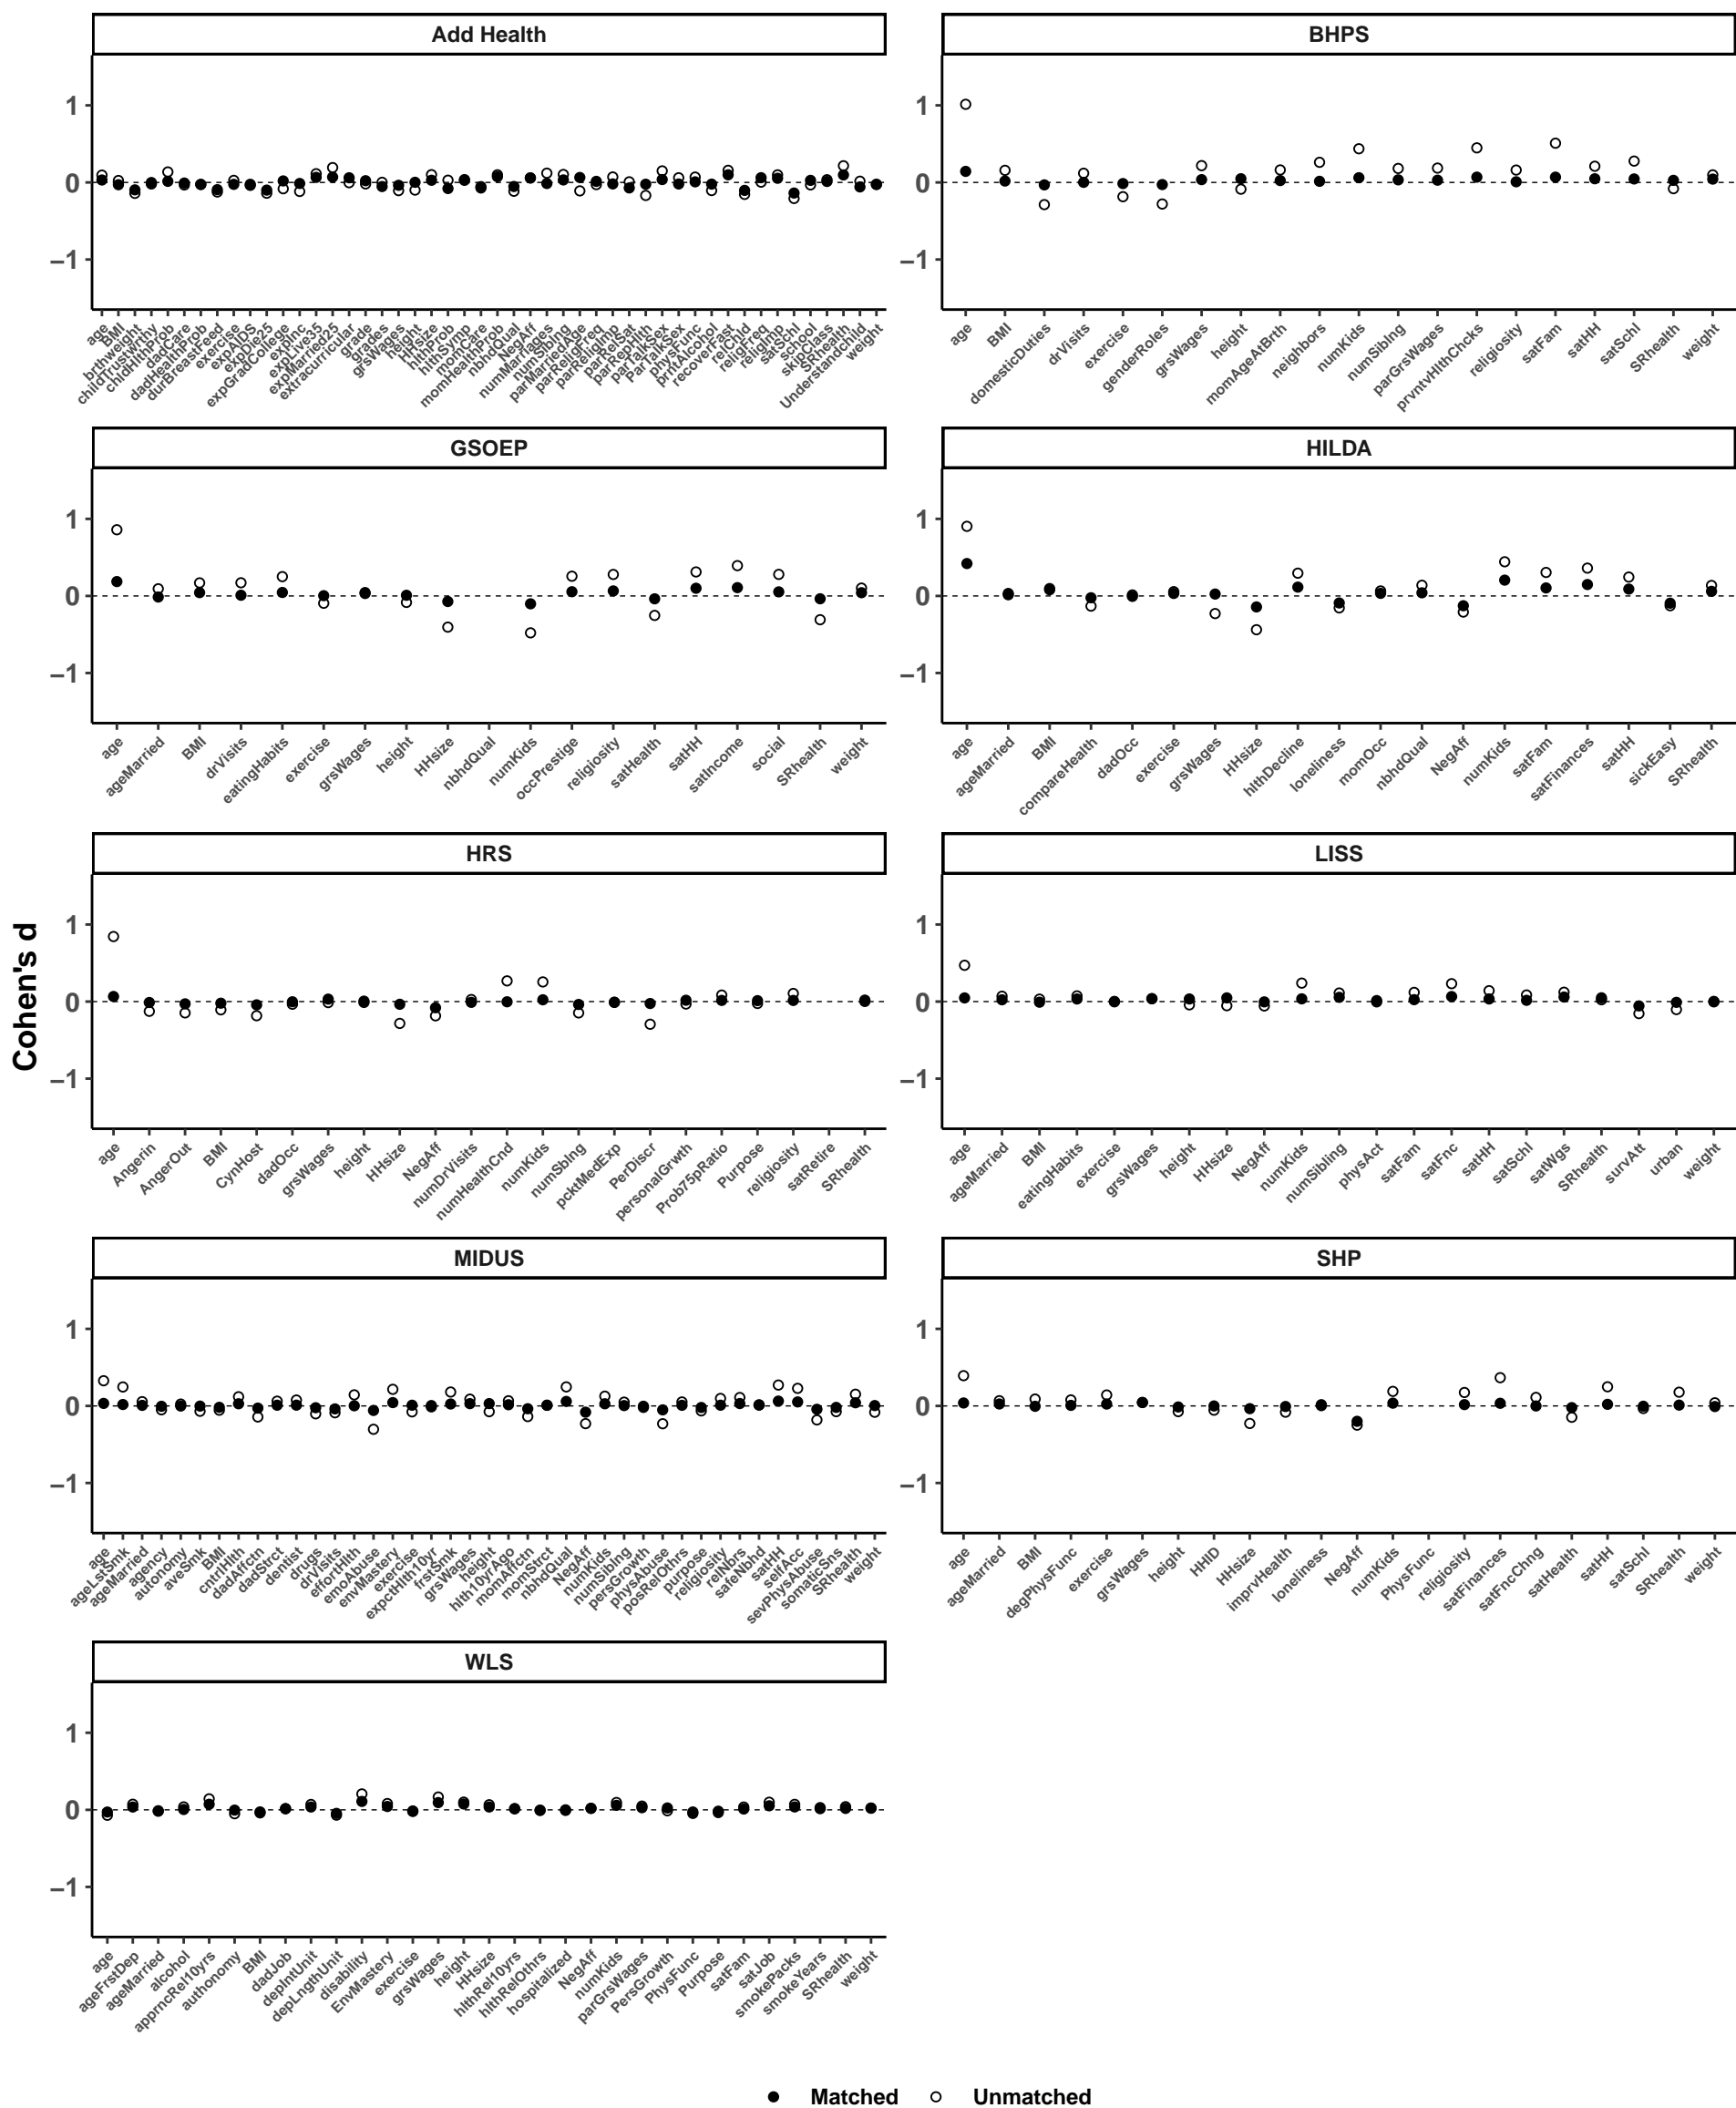 Add Health
BHPS
1
0
−1
1
0
−1
age
BMI
brthweight
childTrustwrthy
chldHlthProb
dadCare
dadHealthProb
durBreastFeed
exercise
expAIDS
expDie25
expGradCollege
expInc
expLive35
expMarried25
extracurricular
grade
grades
grsWages
height
HHsize
hlthProb
hlthSymp
momCare
momHealthProb
nbhdQual
NegAff
numMarriages
numSibng
parMarriedAge
parReligFreq
parReligImp
parRelSat
parRespHlth
parTalkSex
ParTalkSex
physFunc
prntAlcohol
recoverFast
relChld
religFreq
religImp
satSchl
school
skipClass
SRhealth
Understandchild
weight
age
BMI
domesticDuties
drVisits
exercise
genderRoles
grsWages
height
momAgeAtBrth
neighbors
numKids
numSibing
parGrsWages
prvntvHlthChcks
religiosity
satFam
satHH
satSchl
SRhealth
weight
GSOEP
HILDA
1
0
−1
1
0
−1
age
ageMarried
BMI
drVisits
eatingHabits
exercise
grsWages
height
HHsize
nbhdQual
numKids
occPrestige
religiosity
satHealth
satHH
satIncome
social
SRhealth
weight
age
ageMarried
BMI
compareHealth
dadOcc
exercise
grsWages
HHsize
hlthDecline
loneliness
momOcc
nbhdQual
NegAff
numKids
satFam
satFinances
satHH
sickEasy
SRhealth
HRS
LISS
Cohen's d
1
0
−1
1
0
−1
age
Angerin
AngerOut
BMI
CynHost
dadOcc
grsWages
height
HHsize
NegAff
numDrVisits
numHealthCnd
numKids
numSbing
pcktMedExp
PerDiscr
personalGrwth
Prob75pRatio
Purpose
religiosity
satRetire
SRhealth
age
ageMarried
BMI
eatingHabits
exercise
grsWages
height
HHsize
NegAff
numKids
numSibling
physAct
satFam
satFnc
satHH
satSchl
satWgs
SRhealth
survAtt
urban
weight
MIDUS
SHP
1
0
−1
1
0
−1
age
ageLstSmk
ageMarried
agency
autonomy
aveSmk
BMI
cntrlHlth
dadAffctn
dadStrct
dentist
drugs
drVisits
effortHlth
emoAbuse
envMastery
exercise
expctHlth10yr
frstSmk
grsWages
height
hlth10yrAgo
momAffctn
momStrct
nbhdQual
NegAff
numKids
numSiblng
persGrowth
physAbuse
posRelOthrs
purpose
religiosity
relNbrs
safeNbhd
satHH
selfAcc
sevPhysAbuse
somaticSns
SRhealth
weight
age
ageMarried
BMI
degPhysFunc
exercise
grsWages
height
HHID
HHsize
imprvHealth
loneliness
NegAff
numKids
PhysFunc
religiosity
satFinances
satFncChng
satHealth
satHH
satSchl
SRhealth
weight
WLS
1
0
−1
age
ageFrstDep
ageMarried
alcohol
apprncRel10yrs
authonomy
BMI
dadJob
depIntUnit
depLngthUnit
disability
EnvMastery
exercise
grsWages
height
HHsize
hlthRel10yrs
hlthRelOthrs
hospitalized
NegAff
numKids
parGrsWages
PersGrowth
PhysFunc
Purpose
satFam
satJob
smokePacks
smokeYears
SRhealth
weight
Matched
Unmatched